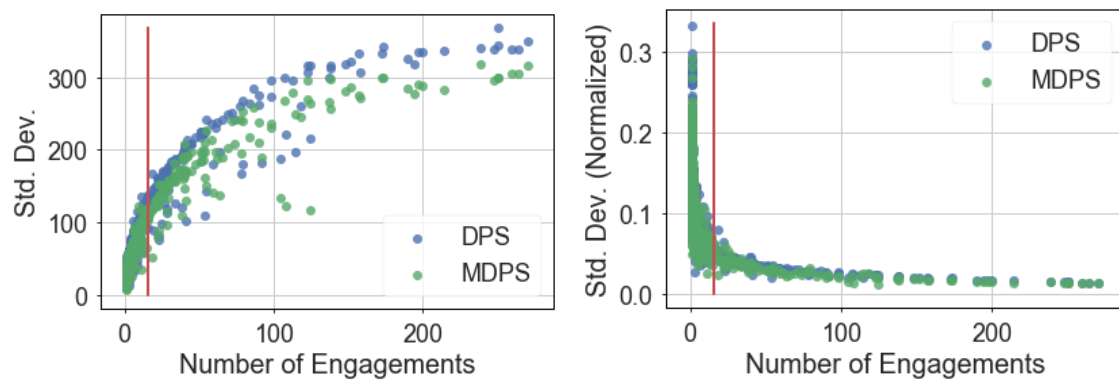 Std. Dev.
300
200
100
0
DPS
MDPS
0
100
200
Number of Engagements
Std. Dev. (Normalized)
0.3
0.2
0.1
0.0
DPS
MDPS
0
100
200
Number of Engagements